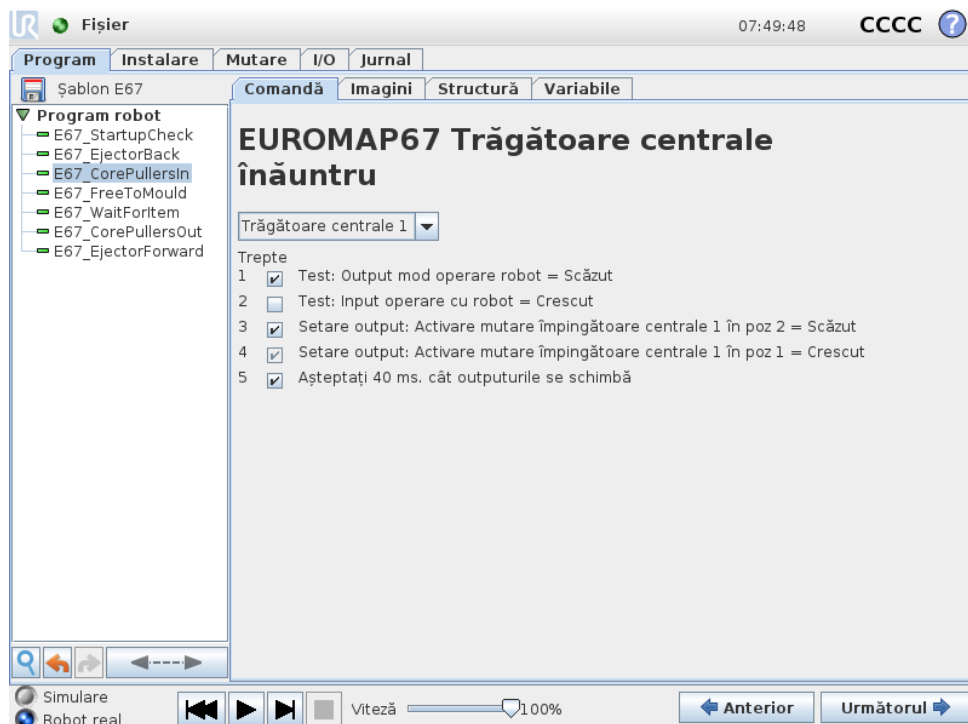 UR Fișier 07:49:48 CCCC ?
Program Instalare Mutare I/O Jurnal
Șablon E67
Comandă Imagini Structură Variabile
Program robot
E67_StartupCheck
E67_EjectorBack
E67_CorePullersIn
E67_FreeToMould
E67_WaitForItem
E67_CorePullersOut
E67_EjectorForward
EUROMAP67 Trăgătoare centrale
înăuntru
Trăgătoare centrale 1
Trepte
1 Test: Output mod operare robot = Scăzut
2 Test: Input operare cu robot = Crescut
3 Setare output: Activare mutare împingătoare centrale 1 în poz 2 = Scăzut
4 Setare output: Activare mutare împingătoare centrale 1 în poz 1 = Crescut
5 Așteptați 40 ms. cât outputurile se schimbă
Simulare
Robot real
Viteză 100%
Anterior Următorul